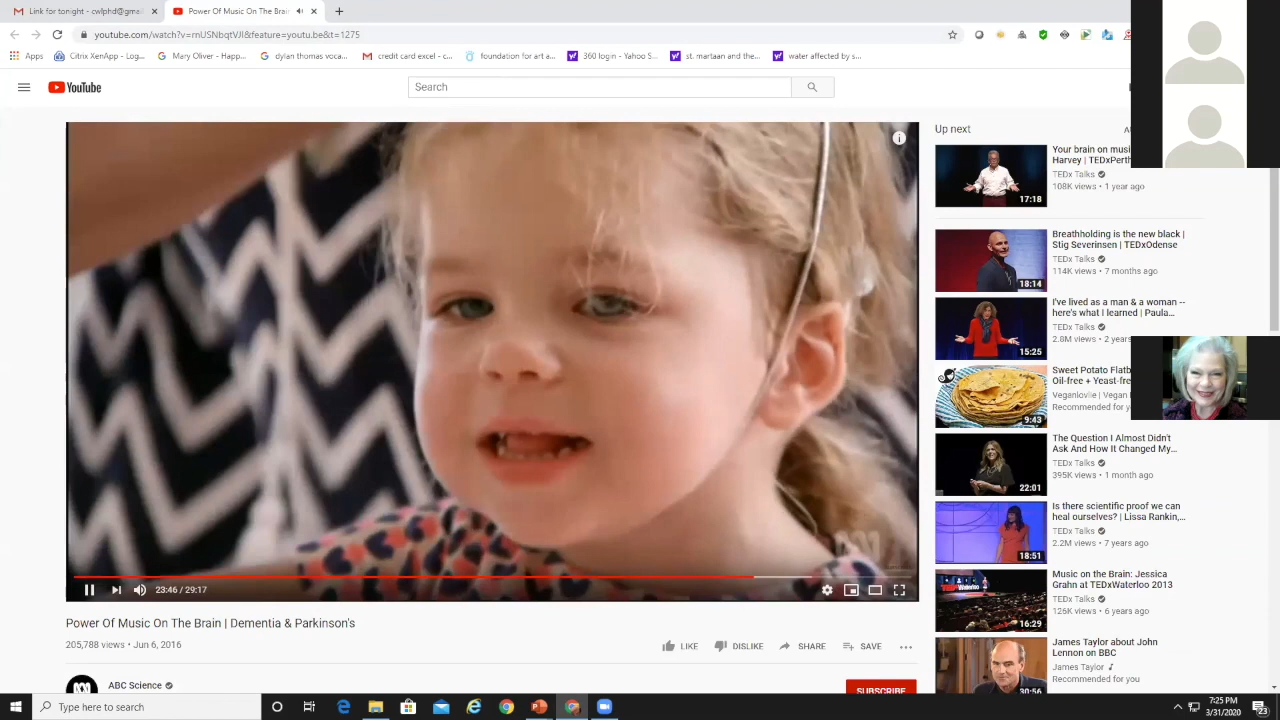 Link for tonight - cwlphd@gma
Power Of Music On The Brain
youtube.com/watch?v=rnUSNbqtVJI&feature=youtu.be&t=1275
Apps
Citrix XenApp - Log...
Gmail
Mary Oliver - Happ...
dylan thomas voca...
credit card excel - c...
foundation for art a...
360 login - Yahoo S...
st. martaan and the...
water affected by s...
YouTube
Search
Up next
Your brain on musi
Harvey | TEDxPerth
TEDx Talks
108K views • 1 year ago
17:18
Breathholding is the new black |
Stig Severinsen | TEDxOdense
TEDx Talks
114K views • 7 months ago
18:14
I've lived as a man & a woman --
here's what I learned | Paula...
TEDx Talks
2.8M views • 2 years
15:25
Sweet Potato Flatb
Oil-free + Yeast-fre
Veganlovlie | Vegan
Recommended for y
9:43
The Question I Almost Didn't
Ask And How It Changed My...
TEDx Talks
395K views • 1 month ago
22:01
Is there scientific proof we can
heal ourselves? | Lissa Rankin,...
TEDx Talks
2.2M views • 7 years ago
18:51
Music on the Brain: Jessica
Grahn at TEDxWaterloo 2013
TEDx Talks
126K views • 6 years ago
16:29
James Taylor about John
Lennon on BBC
James Taylor
Recommended for you
30:56
23:46 / 29:17
Power Of Music On The Brain | Dementia & Parkinson's
205,788 views • Jun 6, 2016
LIKE
DISLIKE
SHARE
SAVE
ABC Science
SUBSCRIBE
Type here to search
7:25 PM
3/31/2020
23